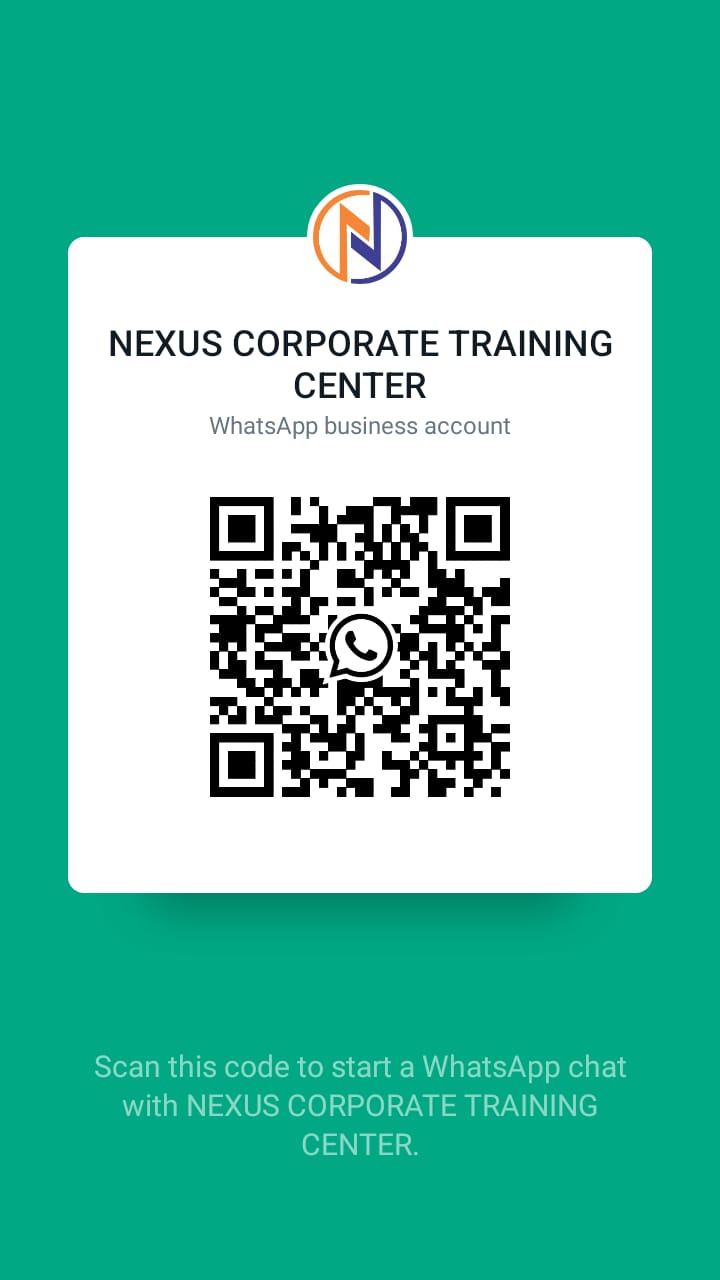 NEXUS CORPORATE TRAINING
CENTER
WhatsApp business account
Scan this code to start a WhatsApp chat
with NEXUS CORPORATE TRAINING
CENTER.